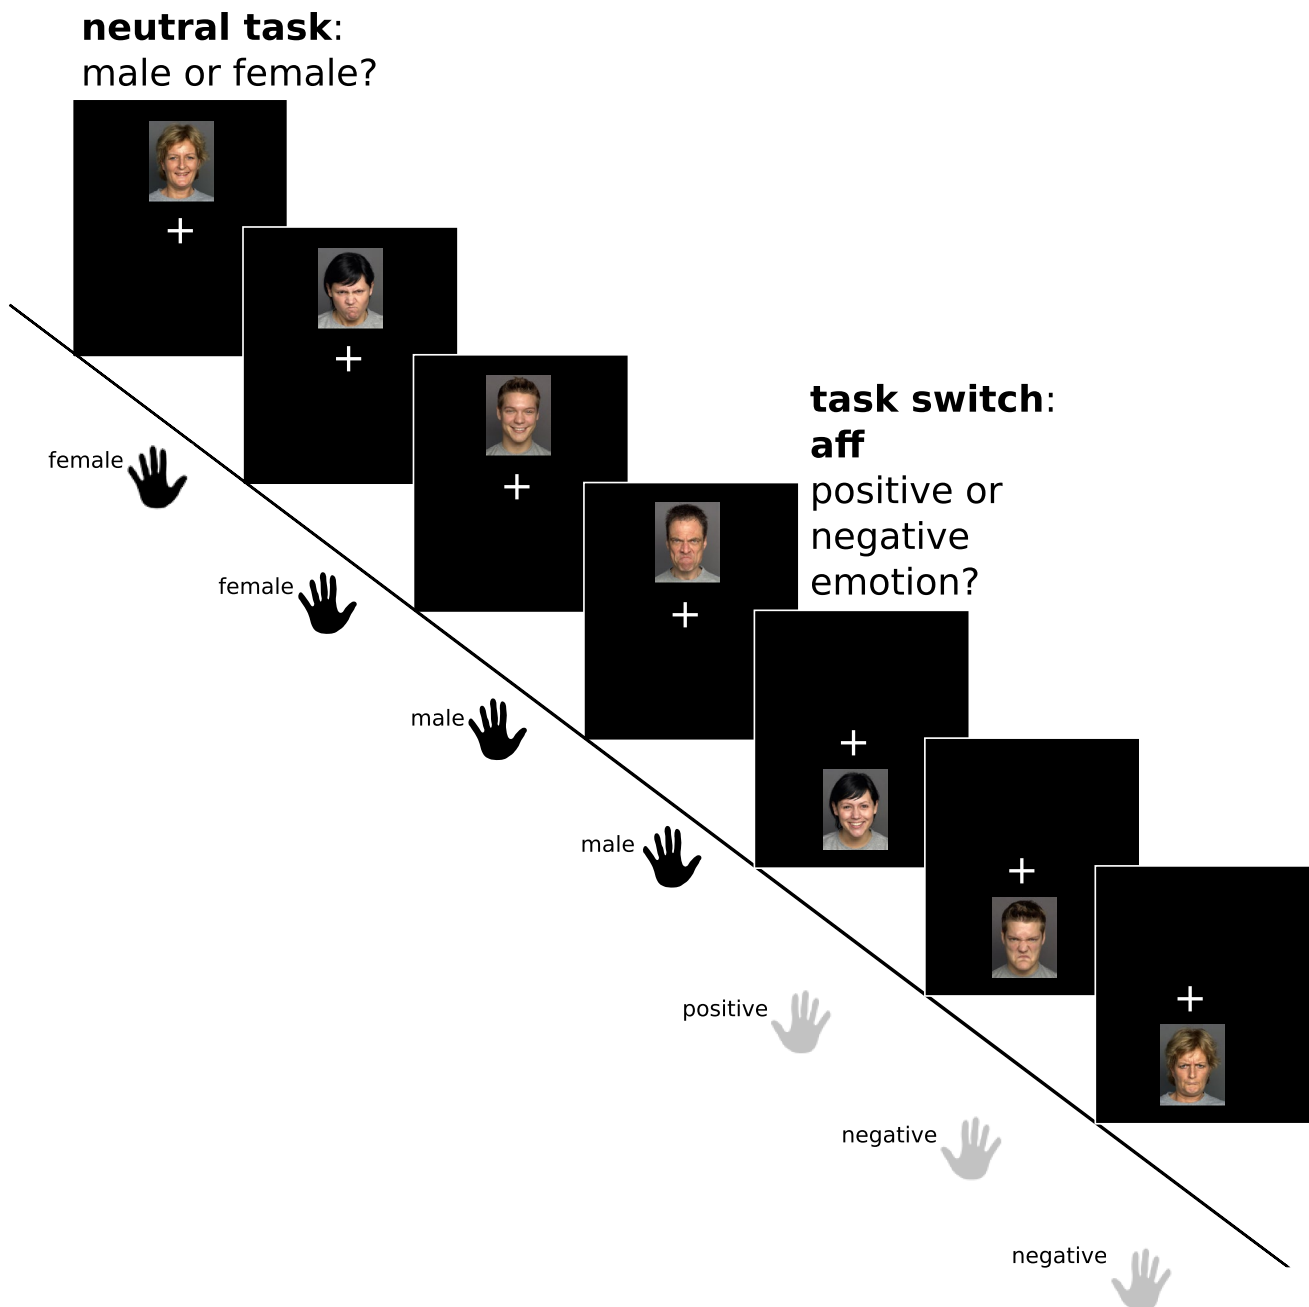 neutral task:
male or female?
task switch:
aff
positive or
negative
emotion?
female
female
male
male
positive
negative
negative